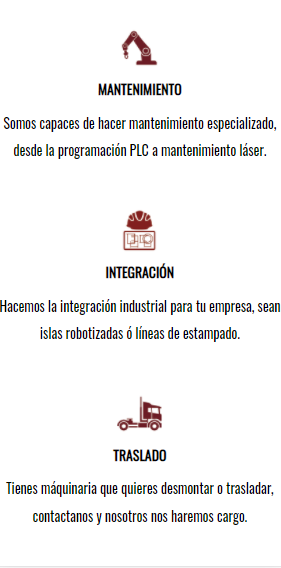 MANTENIMIENTO
Somos capaces de hacer mantenimiento especializado,
desde la programación PLC a mantenimiento láser.
INTEGRACIÓN
Hacemos la integración industrial para tu empresa, sean
islas robotizadas ó líneas de estampado.
TRASLADO
Tienes máquinaria que quieres desmontar o trasladar,
contactanos y nosotros nos haremos cargo.